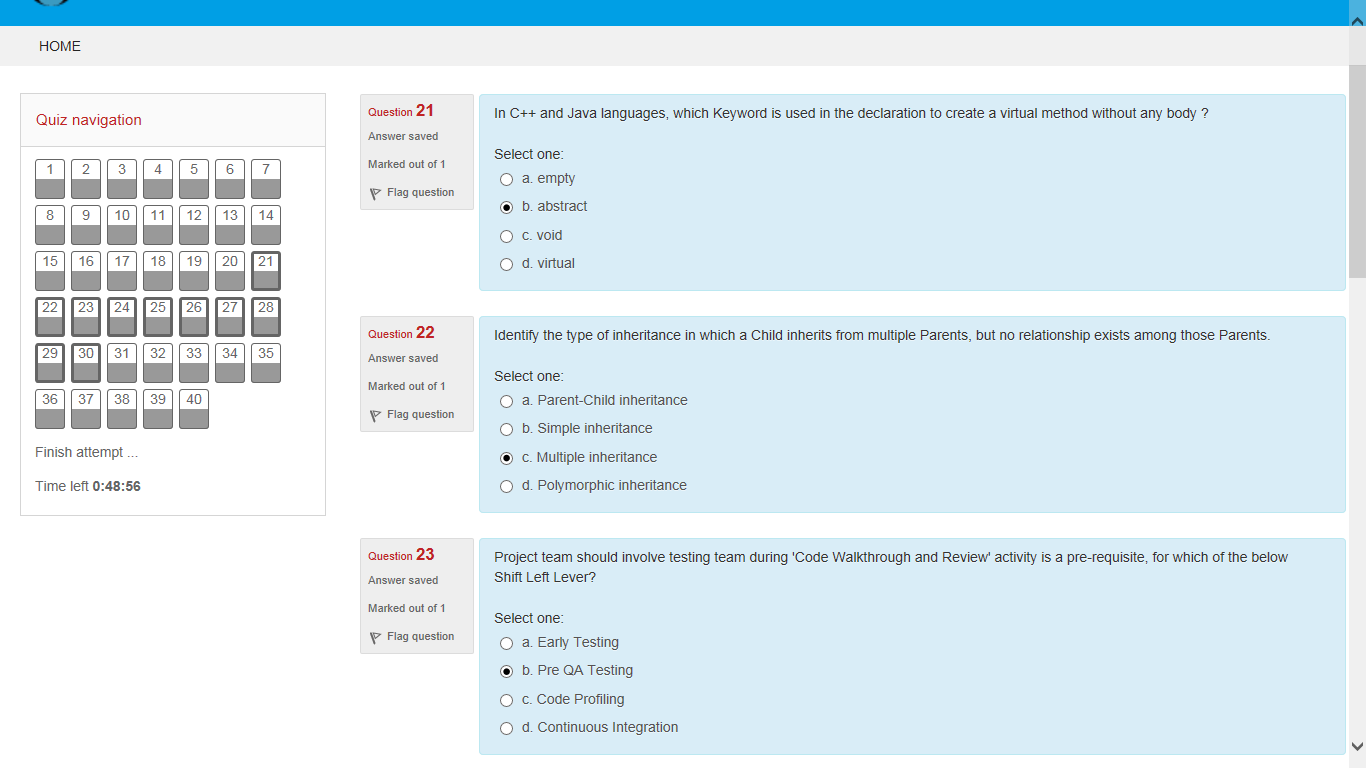 HOME
Quiz navigation
1 2 3 4 5 6 7
8 9 10 11 12 13 14
15 16 17 18 19 20 21
22 23 24 25 26 27 28
29 30 31 32 33 34 35
36 37 38 39 40
Finish attempt ...
Time left 0:48:56
Question 21
Answer saved
Marked out of 1
Flag question
In C++ and Java languages, which Keyword is used in the declaration to create a virtual method without any body ?
Select one:
a. empty
b. abstract
c. void
d. virtual
Question 22
Answer saved
Marked out of 1
Flag question
Identify the type of inheritance in which a Child inherits from multiple Parents, but no relationship exists among those Parents.
Select one:
a. Parent-Child inheritance
b. Simple inheritance
c. Multiple inheritance
d. Polymorphic inheritance
Question 23
Answer saved
Marked out of 1
Flag question
Project team should involve testing team during 'Code Walkthrough and Review' activity is a pre-requisite, for which of the below
Shift Left Lever?
Select one:
a. Early Testing
b. Pre QA Testing
c. Code Profiling
d. Continuous Integration